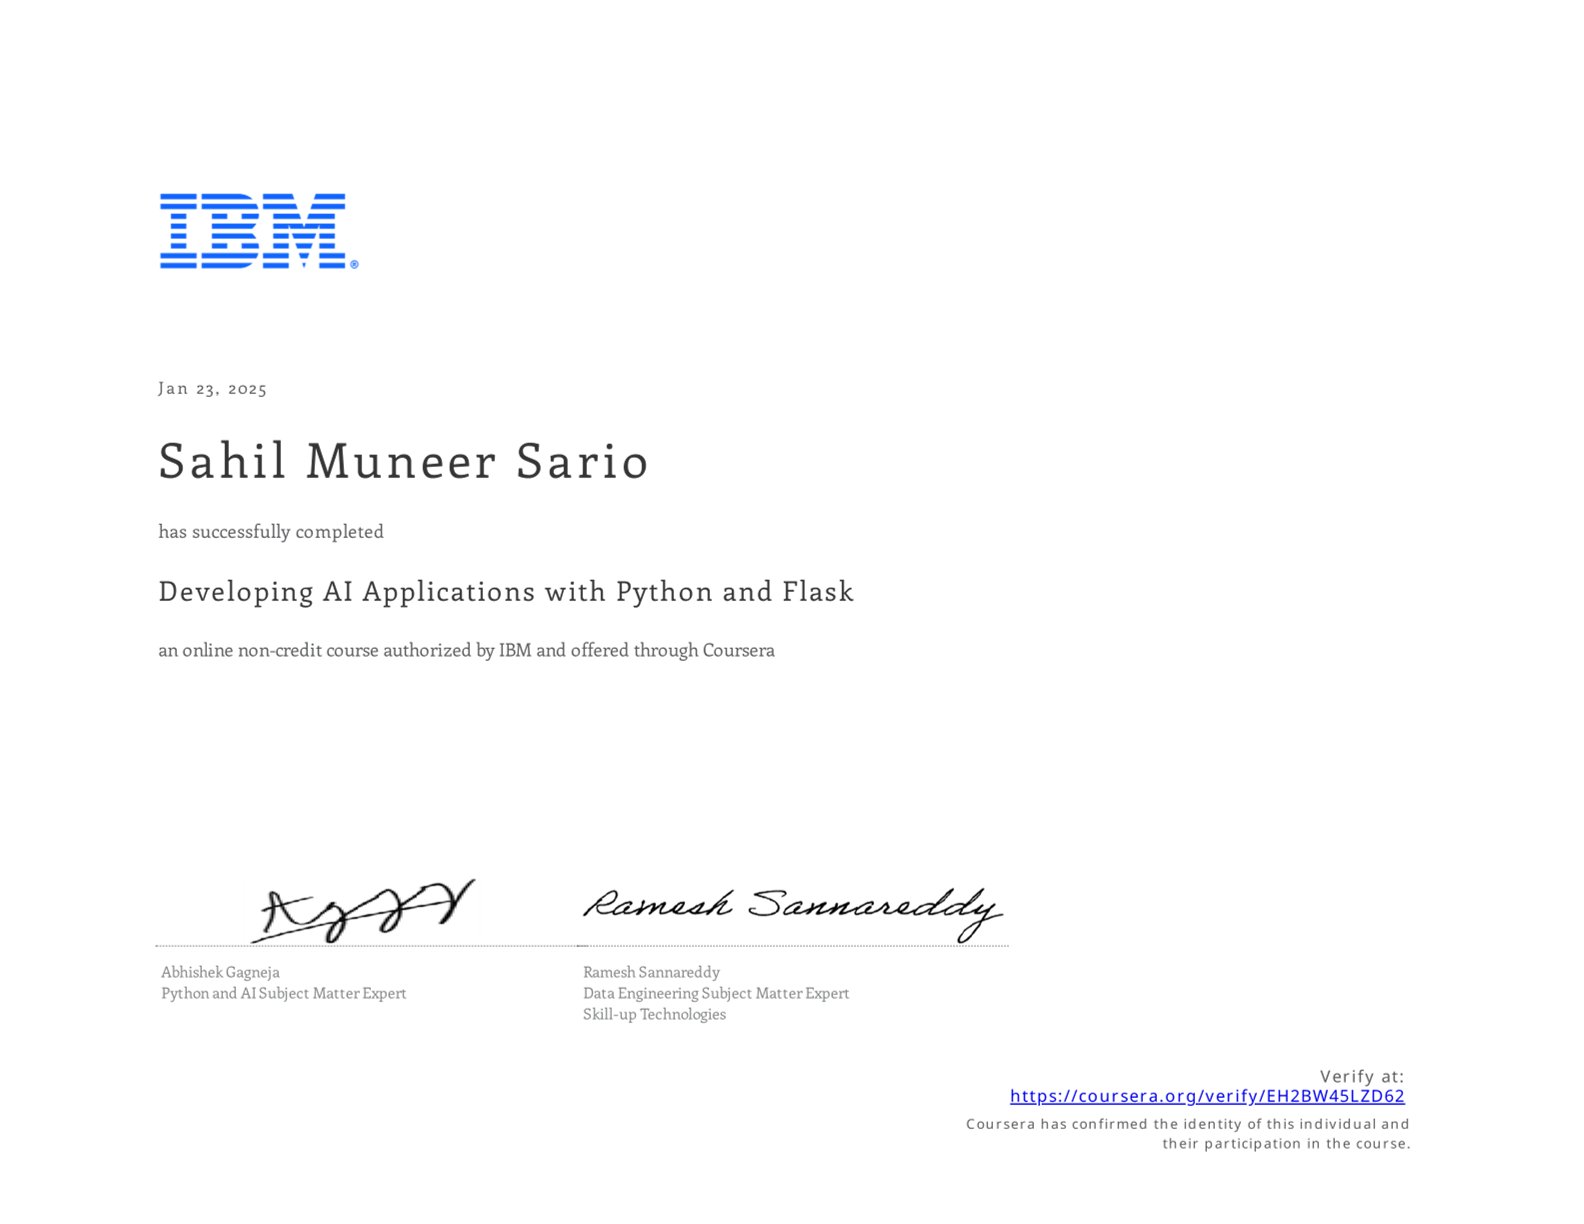 IBM®
Jan 23, 2025
Sahil Muneer Sario
has successfully completed
Developing AI Applications with Python and Flask
an online non-credit course authorized by IBM and offered through Coursera
Ramesh Sannareddy
Abhishek Gagneja
Python and AI Subject Matter Expert
Ramesh Sannareddy
Data Engineering Subject Matter Expert
Skill-up Technologies
Verify at:
https://coursera.org/verify/EH2BW45LZD62
Coursera has confirmed the identity of this individual and
their participation in the course.